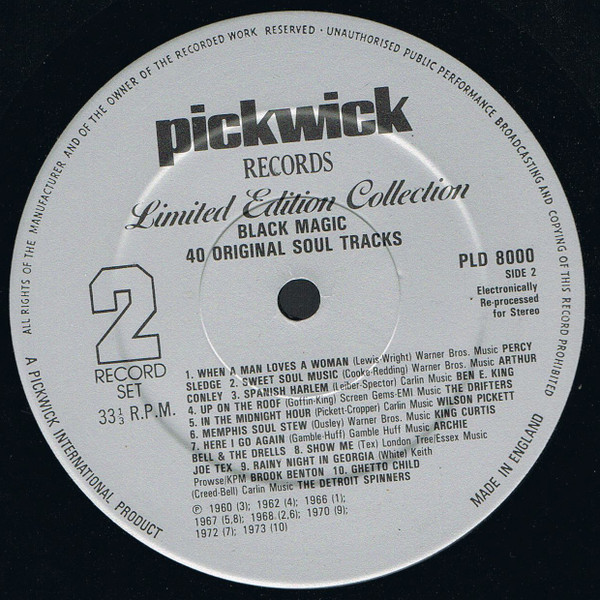 ALL RIGHTS OF THE MANUFACTURER AND OF THE OWNER OF THE RECORDED WORK RESERVED · UNAUTHORISED PUBLIC PERFORMANCE BROADCASTING AND COPYING OF THIS RECORD PROHIBITED
pickwick
RECORDS
Limited Edition Collection
BLACK MAGIC
40 ORIGINAL SOUL TRACKS
2
RECORD
SET
33⅓ R.P.M.
PLD 8000
SIDE 2
Electronically
Re-processed
for Stereo
1. WHEN A MAN LOVES A WOMAN (Lewis-Wright) Warner Bros. Music PERCY
SLEDGE 2. SWEET SOUL MUSIC (Cooke-Redding) Warner Bros. Music ARTHUR
CONLEY 3. SPANISH HARLEM (Leiber-Spector) Carlin Music BEN E. KING
4. UP ON THE ROOF (Goffin-King) Screen Gems-EMI Music THE DRIFTERS
5. IN THE MIDNIGHT HOUR (Pickett-Cropper) Carlin Music WILSON PICKETT
6. MEMPHIS SOUL STEW (Ousley) Warner Bros. Music KING CURTIS
7. HERE I GO AGAIN (Gamble-Huff) Gamble Huff Music ARCHIE
BELL & THE DRELLS 8. SHOW ME (Tex) London Tree/Essex Music
JOE TEX 9. RAINY NIGHT IN GEORGIA (White) Keith
Prowse/KPM BROOK BENTON 10. GHETTO CHILD
(Creed-Bell) Carlin Music THE DETROIT SPINNERS
℗ 1960 (3); 1962 (4); 1966 (1);
1967 (5,8); 1968 (2,6); 1970 (9);
1972 (7); 1973 (10)
A PICKWICK INTERNATIONAL PRODUCT
MADE IN ENGLAND